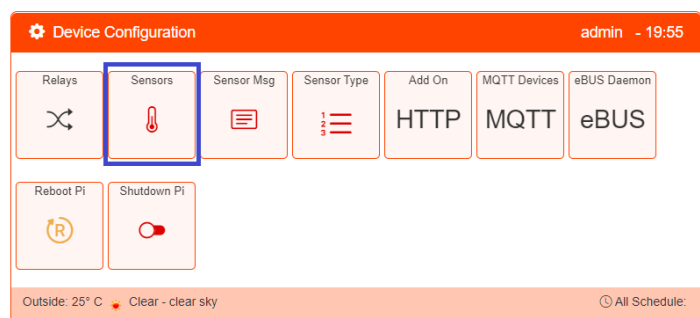 Device Configuration admin - 19:55
Relays Sensors Sensor Msg Sensor Type Add On MQTT Devices eBUS Daemon
1 2 3 HTTP MQTT eBUS
Reboot Pi Shutdown Pi
R
Outside: 25° C Clear - clear sky All Schedule: